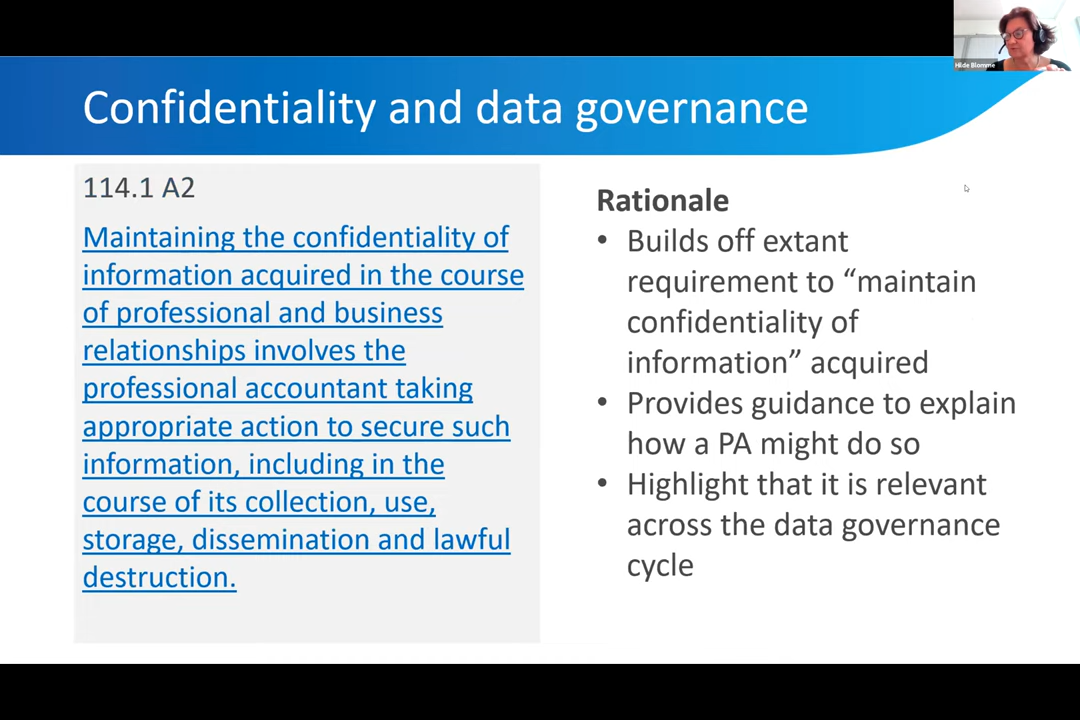 Hilde Blomme
Confidentiality and data governance
114.1 A2
Maintaining the confidentiality of
information acquired in the course
of professional and business
relationships involves the
professional accountant taking
appropriate action to secure such
information, including in the
course of its collection, use,
storage, dissemination and lawful
destruction.
Rationale
• Builds off extant
requirement to “maintain
confidentiality of
information” acquired
• Provides guidance to explain
how a PA might do so
• Highlight that it is relevant
across the data governance
cycle